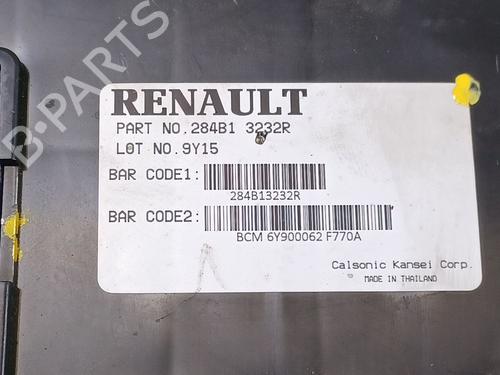 RENAULT
PART NO.284B1 3232R
LOT NO.9Y15
BAR CODE1:
284B13232R
BAR CODE2:
BCM 6Y900062 F770A
Calsonic Kansei Corp.
MADE IN THAILAND
B-PARTS